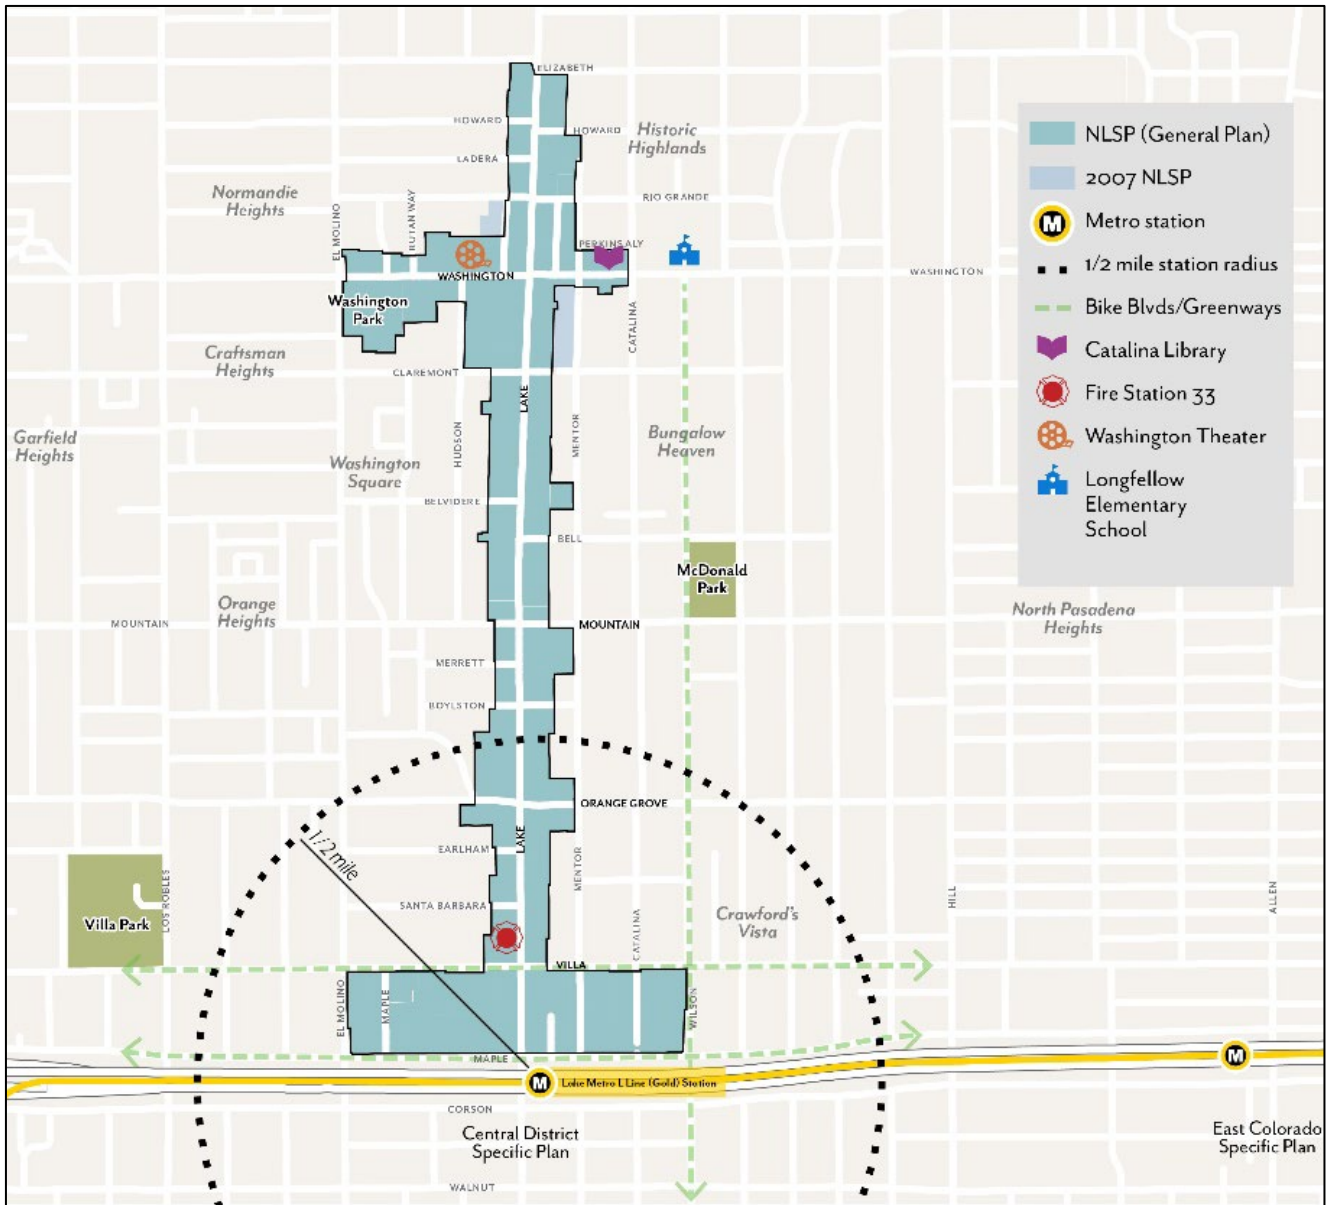 ELIZABETH
HOWARD
HOWARD
Historic
Highlands
LADERA
Normandie
Heights
RIO GRANDE
EL MOLINO
RUTAN WAY
PERKINS ALY
WASHINGTON
WASHINGTON
Washington
Park
CATALINA
Craftsman
Heights
CLAREMONT
LAKE
Garfield
Heights
HUDSON
MENTOR
Bungalow
Heaven
Washington
Square
BELVIDERE
BELL
McDonald
Park
Orange
Heights
North Pasadena
Heights
MOUNTAIN
MOUNTAIN
MERRETT
BOYLSTON
ORANGE GROVE
1/2 mile
LAKE
EARLHAM
MENTOR
SANTA BARBARA
Villa Park
LOS ROBLES
CATALINA
Crawford's
Vista
HILL
ALLEN
VILLA
EL MOLINO
MAPLE
WILSON
MAPLE
M
Lake Metro L Line (Gold) Station
M
CORSON
Central District
Specific Plan
East Colorado
Specific Plan
WALNUT
NLSP (General Plan)
2007 NLSP
M
Metro station
1/2 mile station radius
Bike Blvds/Greenways
Catalina Library
Fire Station 33
Washington Theater
Longfellow
Elementary
School